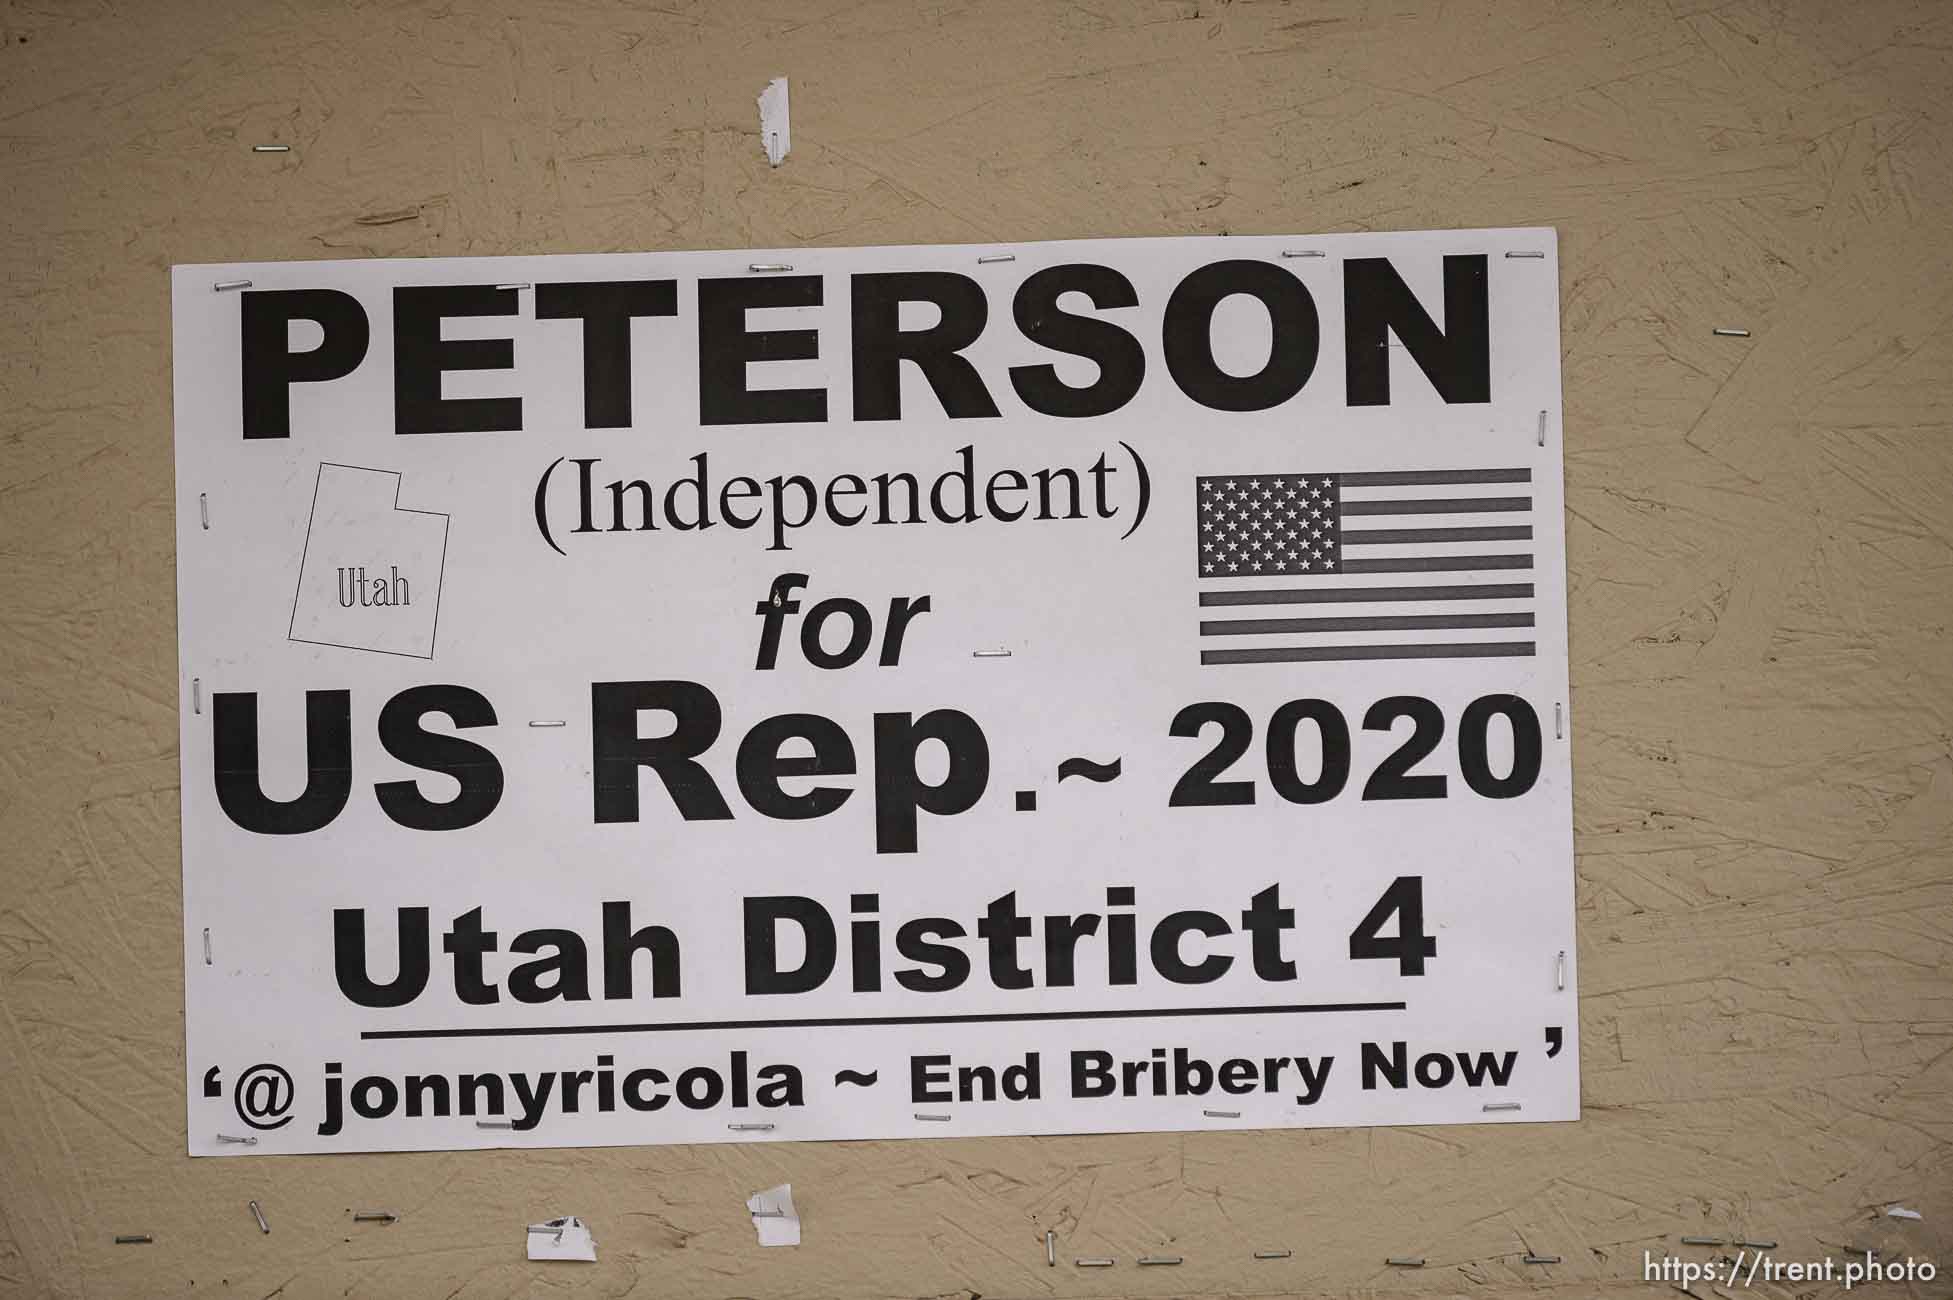 PETERSON
(Independent)
Utah
for
US Rep.~ 2020
Utah District 4
‘@ jonnyricola ~ End Bribery Now ’
https://trent.photo